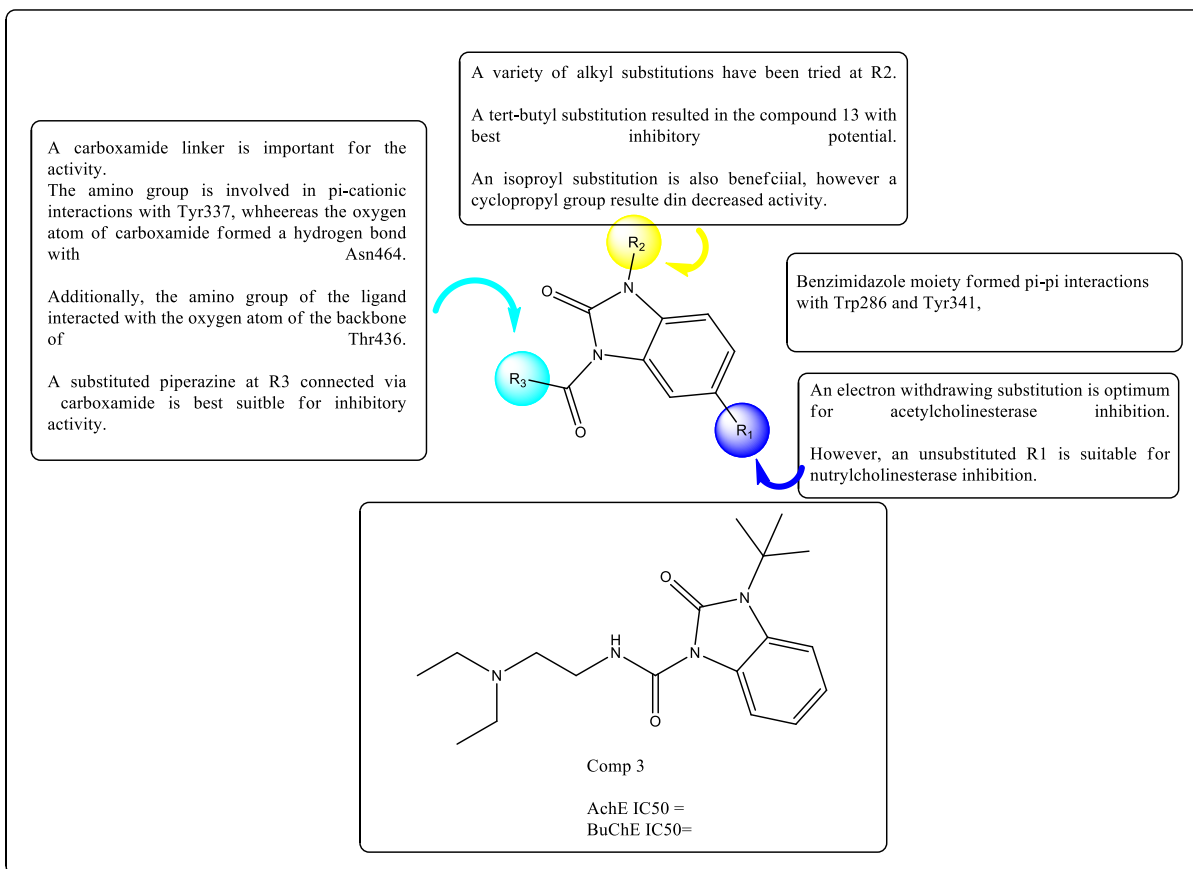 A variety of alkyl substitutions have been tried at R2.
A tert-butyl substitution resulted in the compound 13 with
best inhibitory potential.
An isoproyl substitution is also benefciial, however a
cyclopropyl group resulte din decreased activity.
A carboxamide linker is important for the
activity.
The amino group is involved in pi-cationic
interactions with Tyr337, whheereas the oxygen
atom of carboxamide formed a hydrogen bond
with Asn464.
Additionally, the amino group of the ligand
interacted with the oxygen atom of the backbone
of Thr436.
A substituted piperazine at R3 connected via
carboxamide is best suitble for inhibitory
activity.
Benzimidazole moiety formed pi-pi interactions
with Trp286 and Tyr341,
An electron withdrawing substitution is optimum
for acetylcholinesterase inhibition.
However, an unsubstituted R1 is suitable for
nutrylcholinesterase inhibition.
R2
N
O
N
R3
O
R1
O
N
H
N
N
N
O
Comp 3
AchE IC50 =
BuChE IC50=